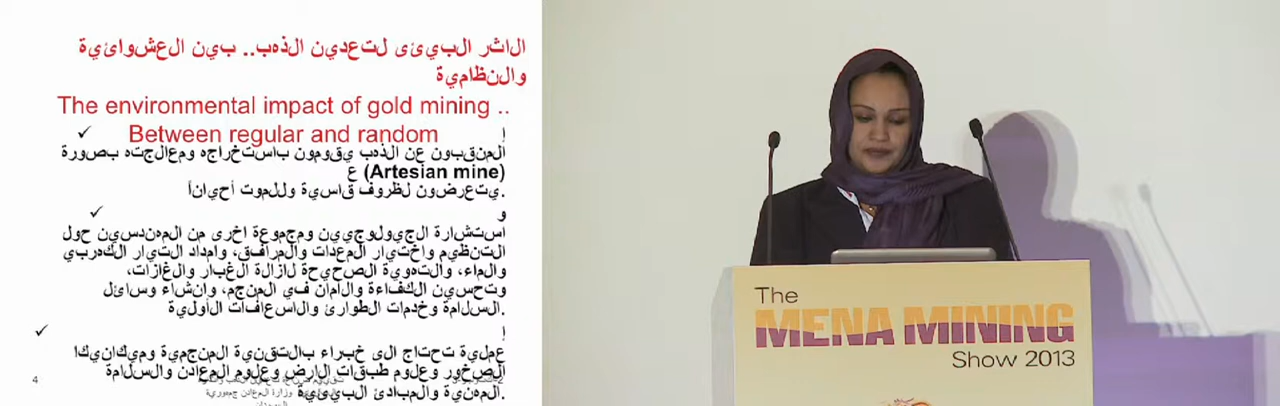 الاثر البيئى لتعدين الذهب.. بين العشوائية
والنظامية
The environmental impact of gold mining ..
Between regular and random
إ
المنقبون عن الذهب يقومون باستخراجه ومعالجته بصورة
ع (Artesian mine)
يتعرضون لظروف قاسية وللموت أحيانأ.
و
استشارة الجيولوجيين ومجموعة اخرى من المهندسين حول
التنظيم واختيار المعدات والمرافق، وامداد التيار الكهربي
والماء، والتهوية الصحيحة لازالة الغبار والغازات،
وتحسين الكفاءة والامان في المنجم، وانشاء وسائل
السلامة وخدمات الطوارئ والاسعافات الأولية.
إ
عملية تحتاج الى خبراء بالتقنية المنجمية وميكانيكا
الصخور وعلوم طبقات الارض وعلوم المعادن والسلامة
المهنية والمبادئ البيئية.
وزارة المعادن جمهورية
4
The
MENA MINING
Show 2013